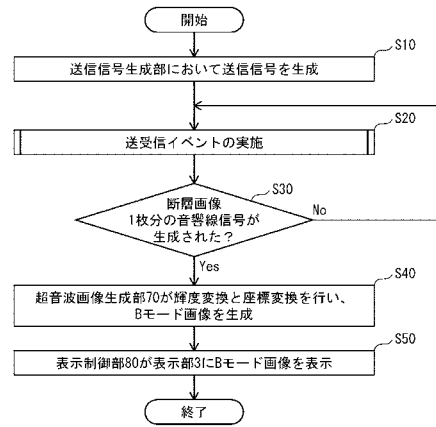 開始
S10
送信信号生成部において送信信号を生成
S20
送受信イベントの実施
S30
断層画像
1枚分の音響線信号が
生成された?
No
Yes
S40
超音波画像生成部70が輝度変換と座標変換を行い、
Bモード画像を生成
S50
表示制御部80が表示部3にBモード画像を表示
終了